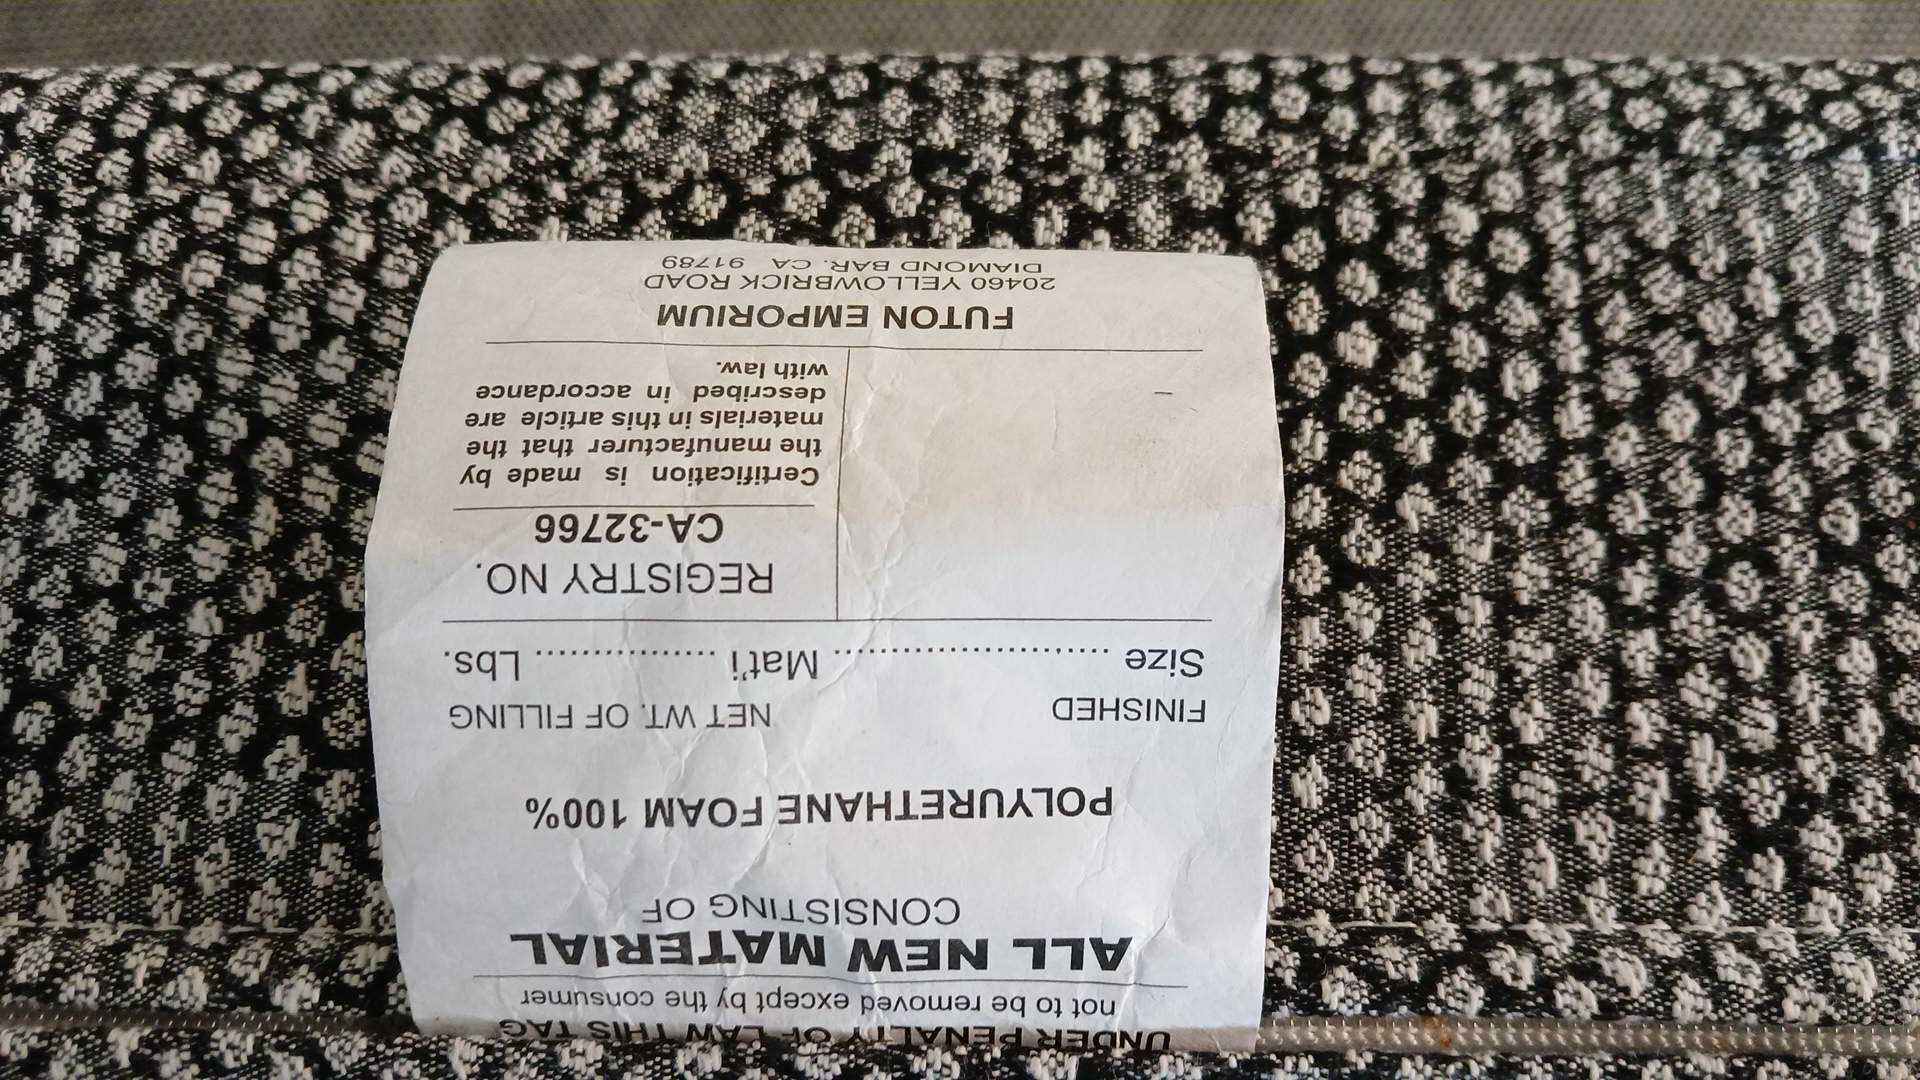 UNDER PENALTY OF LAW THIS TAG
not to be removed except by the consumer
ALL NEW MATERIAL
CONSISTING OF
POLYURETHANE FOAM 100%
FINISHED NET WT. OF FILLING
Size ........................ Mat'i ................ Lbs.
REGISTRY NO.
CA-32766
Certification is made by
the manufacturer that the
materials in this article are
described in accordance
with law.
FUTON EMPORIUM
20460 YELLOWBRICK ROAD
DIAMOND BAR. CA 91789